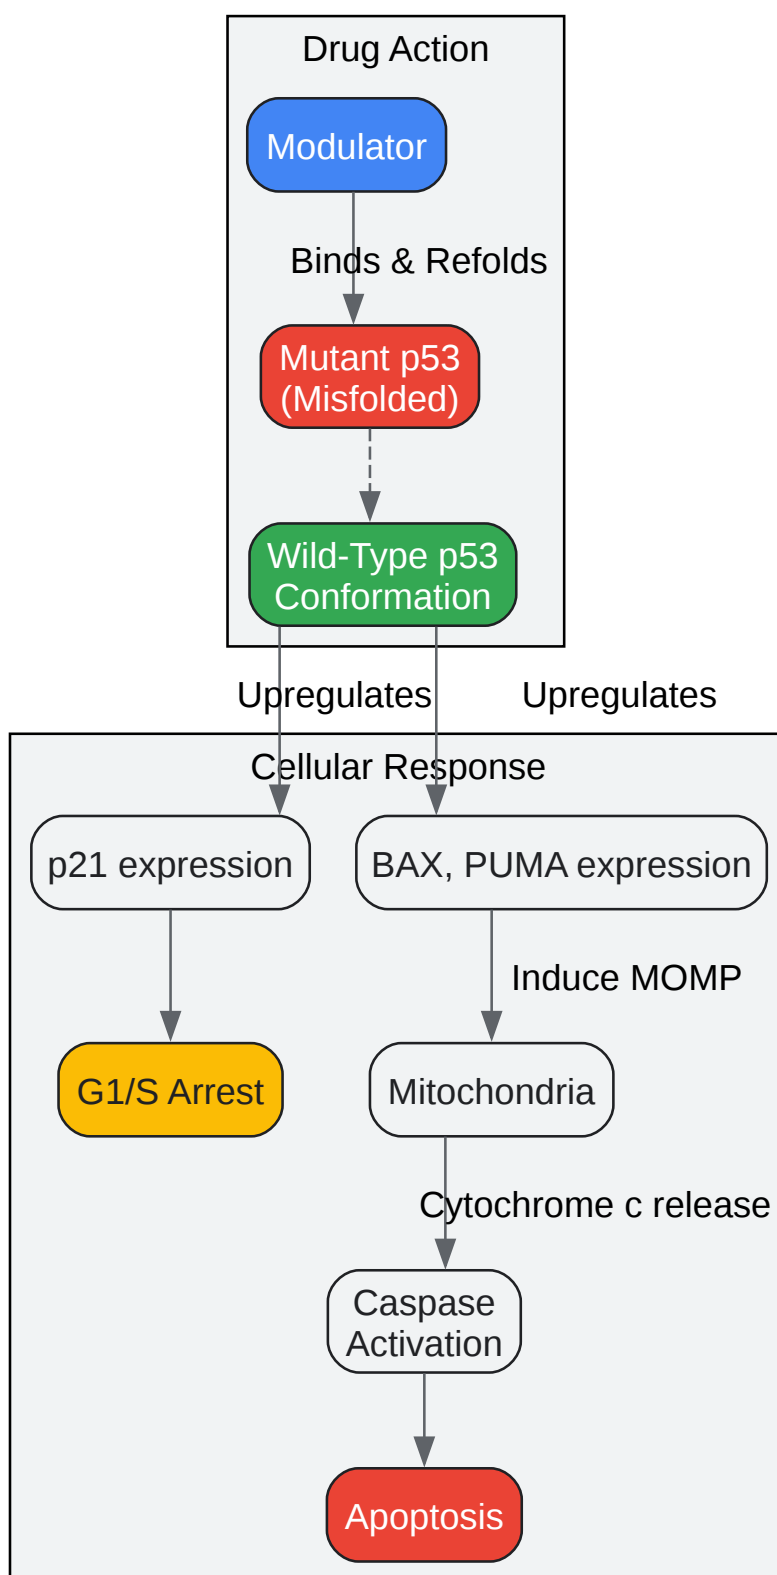 Drug Action
Modulator
Binds & Refolds
Mutant p53
(Misfolded)
Wild-Type p53
Conformation
Upregulates
Upregulates
Cellular Response
p21 expression
BAX, PUMA expression
Induce MOMP
G1/S Arrest
Mitochondria
Cytochrome c release
Caspase
Activation
Apoptosis